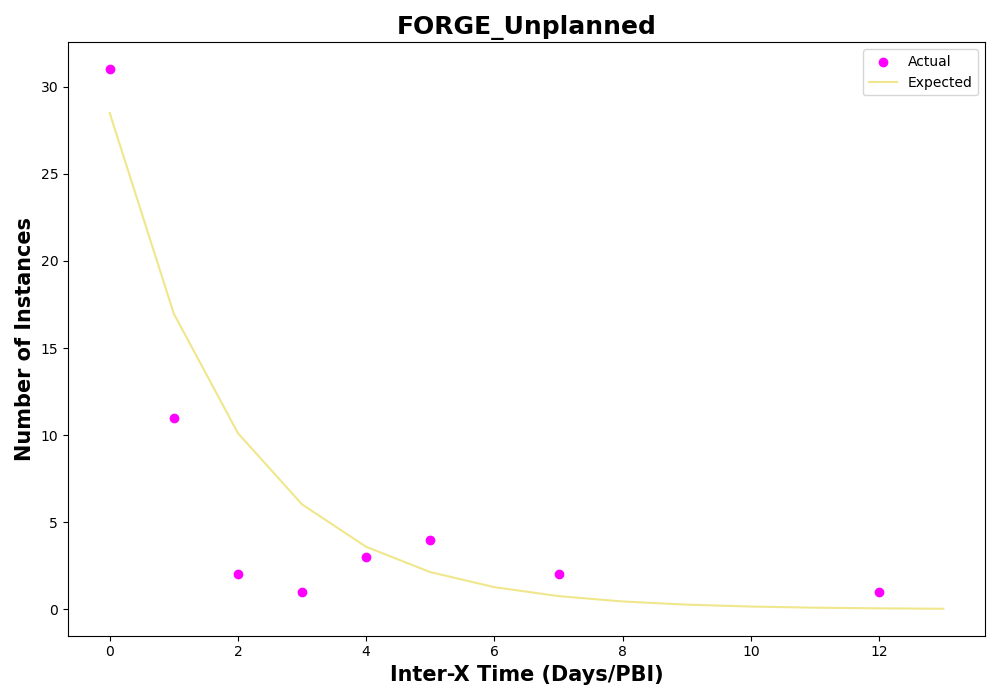 FORGE_Unplanned
Actual
Expected
Number of Instances
30
25
20
15
10
5
0
0 2 4 6 8 10 12
Inter-X Time (Days/PBI)